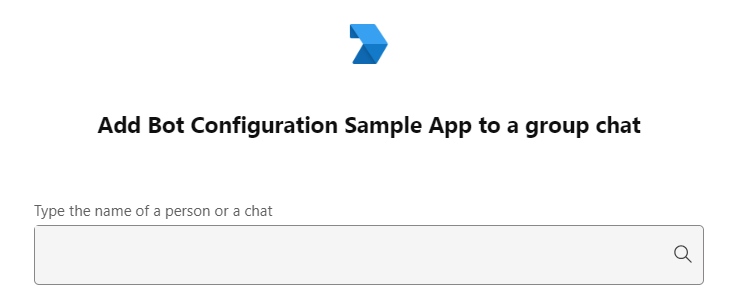 Add Bot Configuration Sample App to a group chat
Type the name of a person or a chat